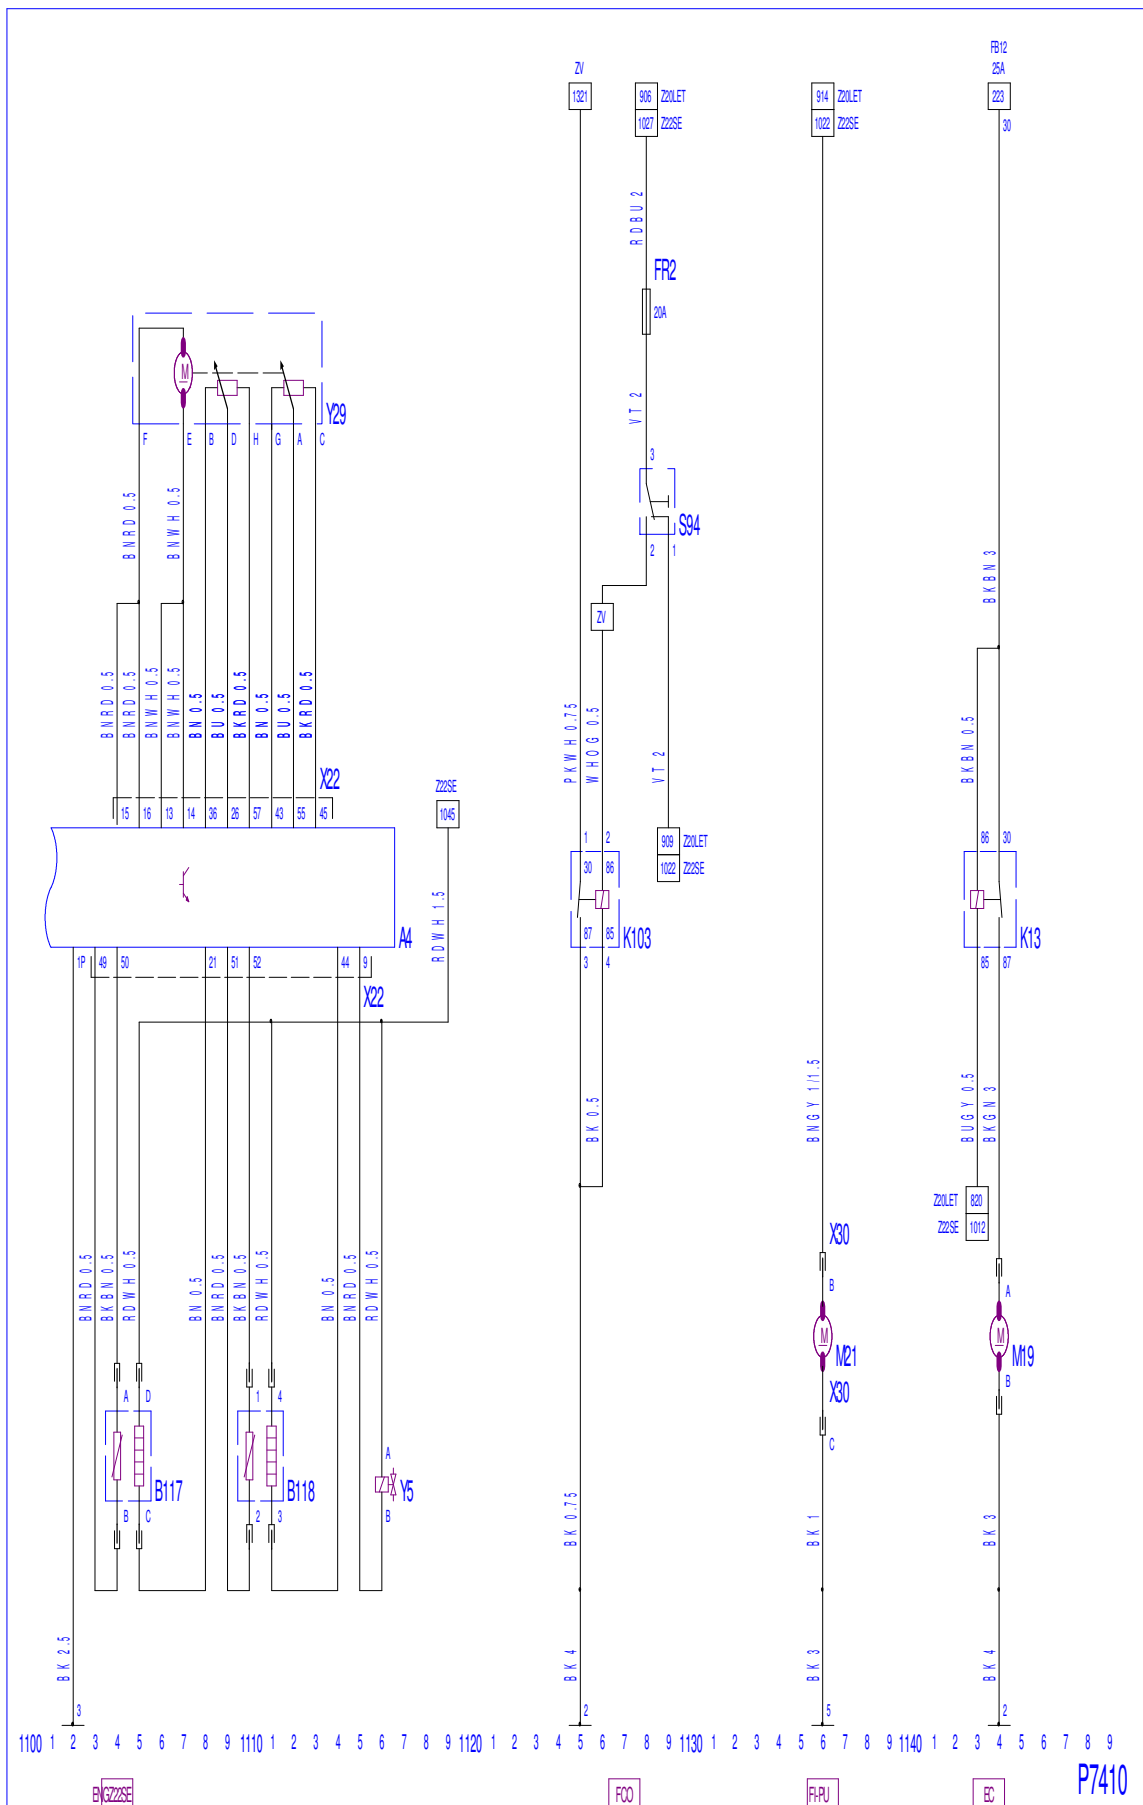 FB12
ZV
25A
1321
906 Z20LET
914 Z20LET
223
1027 Z22SE
1022 Z22SE
30
RDBU 2
FR2
20A
M
Y29
VT 2
F E B D H G A C
3
BNRD 0.5
BNWH 0.5
S94
2 1
BKBN 3
ZV
BNRD 0.5
BNRD 0.5
BNWH 0.5
BNWH 0.5
BN 0.5
BU 0.5
BKRD 0.5
BN 0.5
BU 0.5
BKRD 0.5
PKWH 0.75
WHOG 0.5
VT 2
BKBN 0.5
X22
Z22SE
15 16 13 14 36 26 57 43 55 45
1045
1 2
909 Z20LET
86 30
30 86
1022 Z22SE
RDWH 1.5
A4
87 85
K103
K13
1P 49 50 21 51 52 44 9
3 4
85 87
X22
BK 0.5
BNGY 1/1.5
BUGY 0.5
BKGN 3
Z20LET 820
Z22SE 1012
X30
BNRD 0.5
BKBN 0.5
RDWH 0.5
BN 0.5
BNRD 0.5
BKBN 0.5
RDWH 0.5
BN 0.5
BNRD 0.5
RDWH 0.5
B
A
M
M21
M
M19
X30
B
A D
1 4
C
A
B117
B118
Y5
B C
2 3
B
BK 0.75
BK 1
BK 3
BK 2.5
BK 4
BK 3
BK 4
3
2
5
2
1100 1 2 3 4 5 6 7 8 9 1110 1 2 3 4 5 6 7 8 9 1120 1 2 3 4 5 6 7 8 9 1130 1 2 3 4 5 6 7 8 9 1140 1 2 3 4 5 6 7 8 9
P7410
ENGZ22SE
FCO
FI-PU
EC